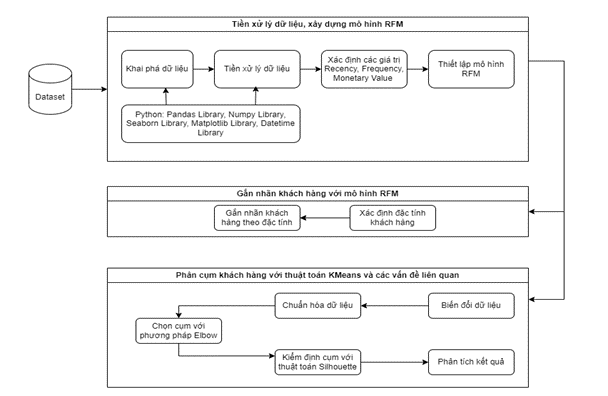 Tiền xử lý dữ liệu, xây dựng mô hình RFM
Dataset
Khai phá dữ liệu
Tiền xử lý dữ liệu
Xác định các giá trị
Recency, Frequency,
Monetary Value
Thiết lập mô hình
RFM
Python: Pandas Library, Numpy Library,
Seaborn Library, Matplotlib Library, Datetime
Library
Gắn nhãn khách hàng với mô hình RFM
Gắn nhãn khách
hàng theo đặc tính
Xác định đặc tính
khách hàng
Phân cụm khách hàng với thuật toán KMeans và các vấn đề liên quan
Chuẩn hóa dữ liệu
Biến đổi dữ liệu
Chọn cụm với
phương pháp Elbow
Kiểm định cụm với
thuật toán Silhouette
Phân tích kết quả